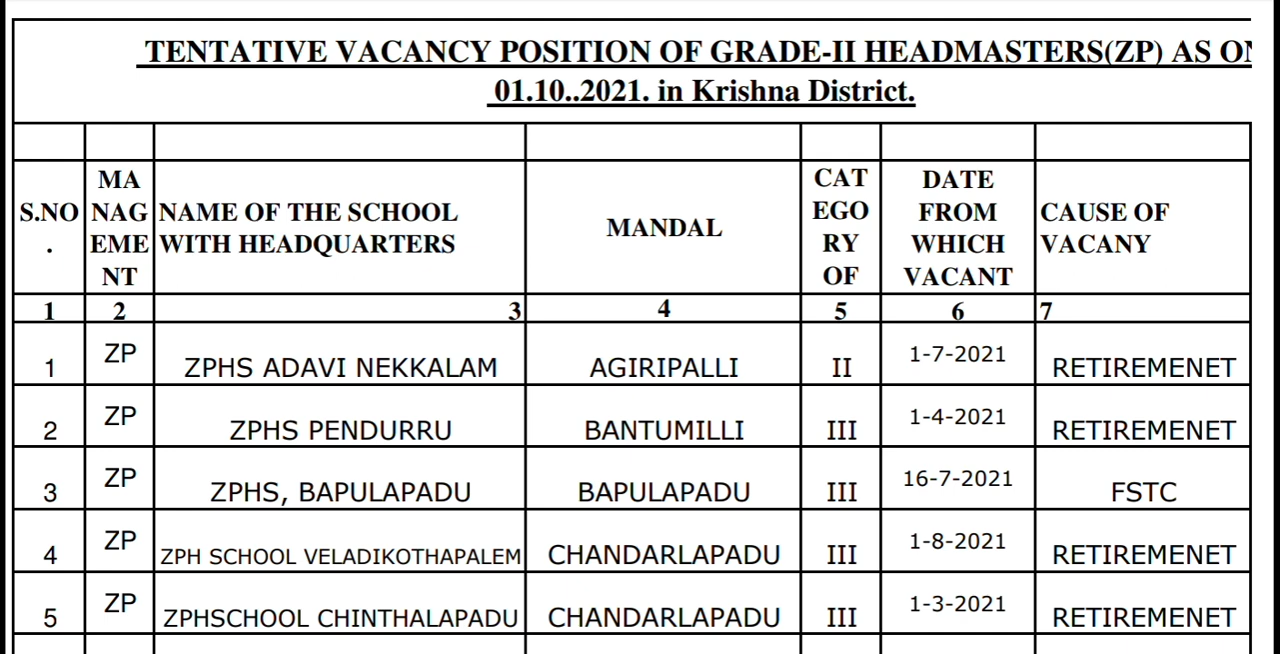 TENTATIVE VACANCY POSITION OF GRADE-II HEADMASTERS(ZP) AS ON
01.10..2021. in Krishna District.
S.NO. MANAGEMENT NAME OF THE SCHOOL WITH HEADQUARTERS MANDAL CATEGORY OF DATE FROM WHICH VACANT CAUSE OF VACANY
1 2 3 4 5 6 7
1 ZP ZPHS ADAVI NEKKALAM AGIRIPALLI II 1-7-2021 RETIREMENET
2 ZP ZPHS PENDURRU BANTUMILLI III 1-4-2021 RETIREMENET
3 ZP ZPHS, BAPULAPADU BAPULAPADU III 16-7-2021 FSTC
4 ZP ZPH SCHOOL VELADIKOTHAPALEM CHANDARLAPADU III 1-8-2021 RETIREMENET
5 ZP ZPHSCHOOL CHINTHALAPADU CHANDARLAPADU III 1-3-2021 RETIREMENET